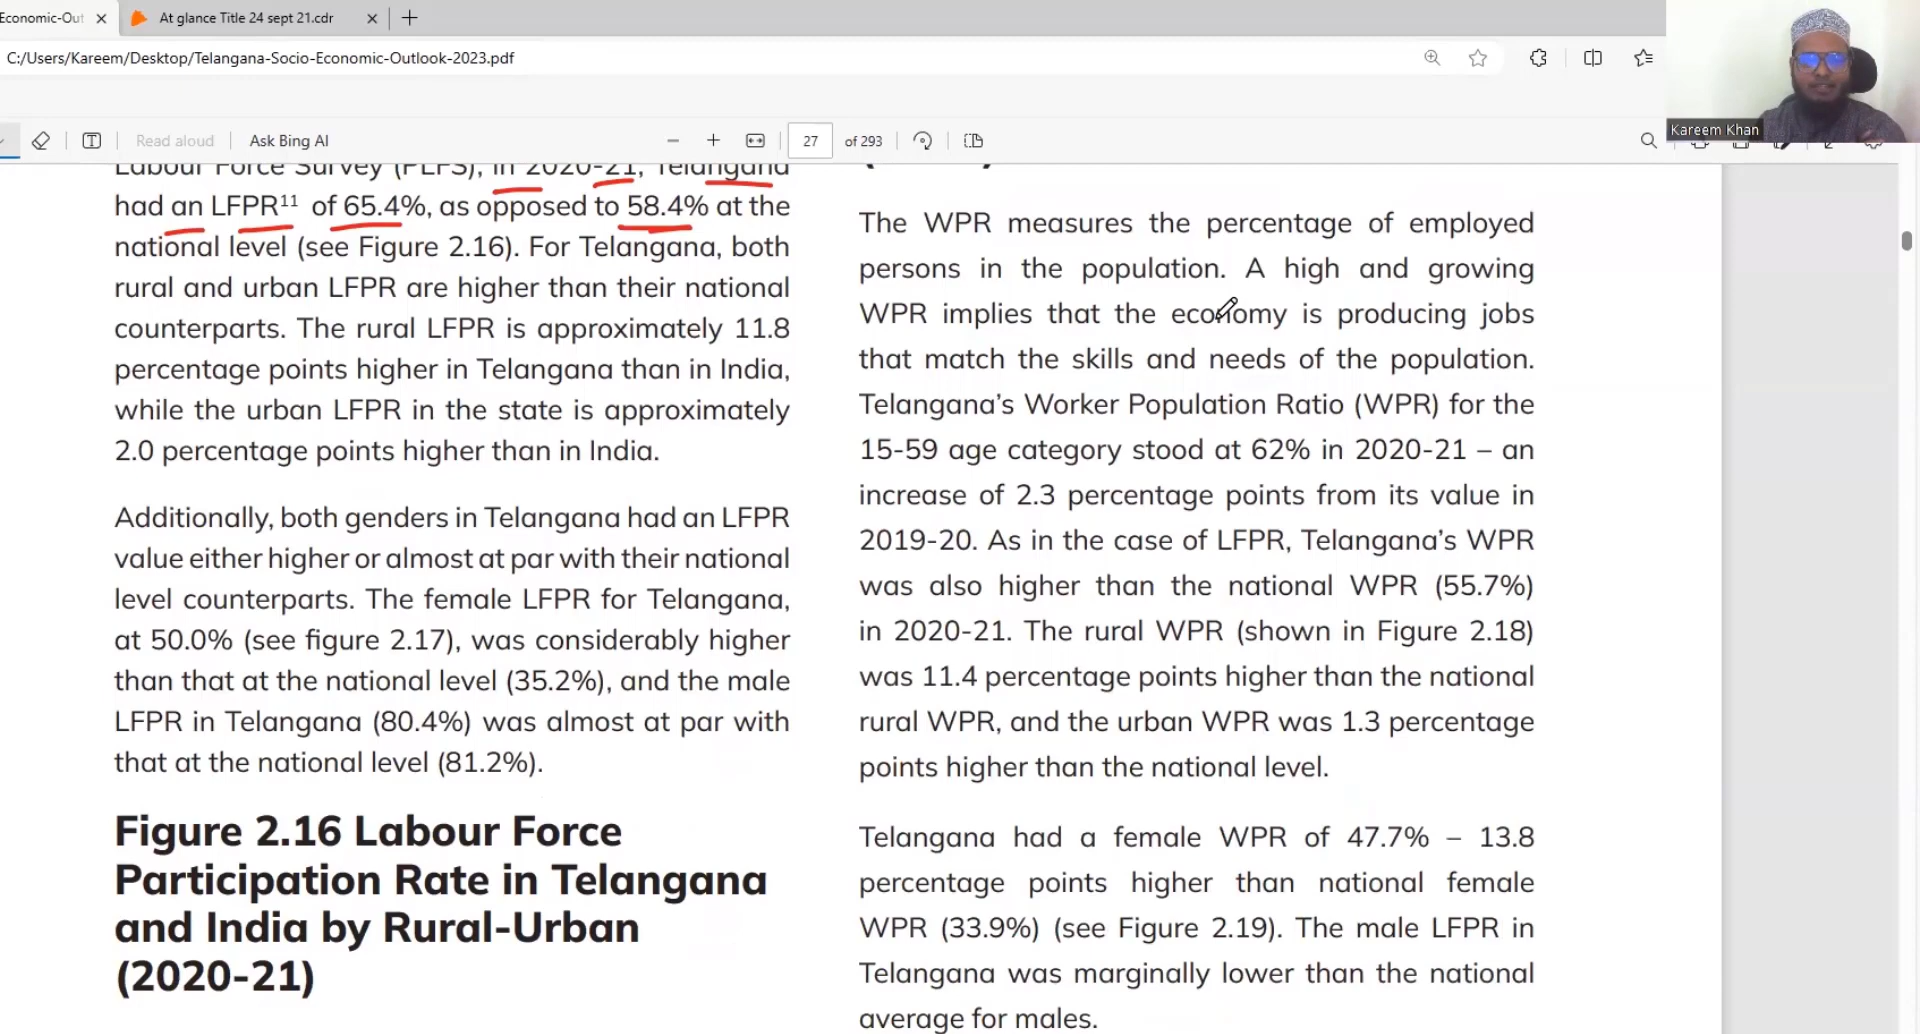 Economic-Out
At glance Title 24 sept 21.cdr
C:/Users/Kareem/Desktop/Telangana-Socio-Economic-Outlook-2023.pdf
Kareem Khan
Read aloud
Ask Bing AI
27 of 293
Labour Force Survey (PLFS), in 2020-21, Telangana
had an LFPR¹¹ of 65.4%, as opposed to 58.4% at the
national level (see Figure 2.16). For Telangana, both
rural and urban LFPR are higher than their national
counterparts. The rural LFPR is approximately 11.8
percentage points higher in Telangana than in India,
while the urban LFPR in the state is approximately
2.0 percentage points higher than in India.
Additionally, both genders in Telangana had an LFPR
value either higher or almost at par with their national
level counterparts. The female LFPR for Telangana,
at 50.0% (see figure 2.17), was considerably higher
than that at the national level (35.2%), and the male
LFPR in Telangana (80.4%) was almost at par with
that at the national level (81.2%).
Figure 2.16 Labour Force
Participation Rate in Telangana
and India by Rural-Urban
(2020-21)
The WPR measures the percentage of employed
persons in the population. A high and growing
WPR implies that the economy is producing jobs
that match the skills and needs of the population.
Telangana's Worker Population Ratio (WPR) for the
15-59 age category stood at 62% in 2020-21 – an
increase of 2.3 percentage points from its value in
2019-20. As in the case of LFPR, Telangana's WPR
was also higher than the national WPR (55.7%)
in 2020-21. The rural WPR (shown in Figure 2.18)
was 11.4 percentage points higher than the national
rural WPR, and the urban WPR was 1.3 percentage
points higher than the national level.
Telangana had a female WPR of 47.7% – 13.8
percentage points higher than national female
WPR (33.9%) (see Figure 2.19). The male LFPR in
Telangana was marginally lower than the national
average for males.